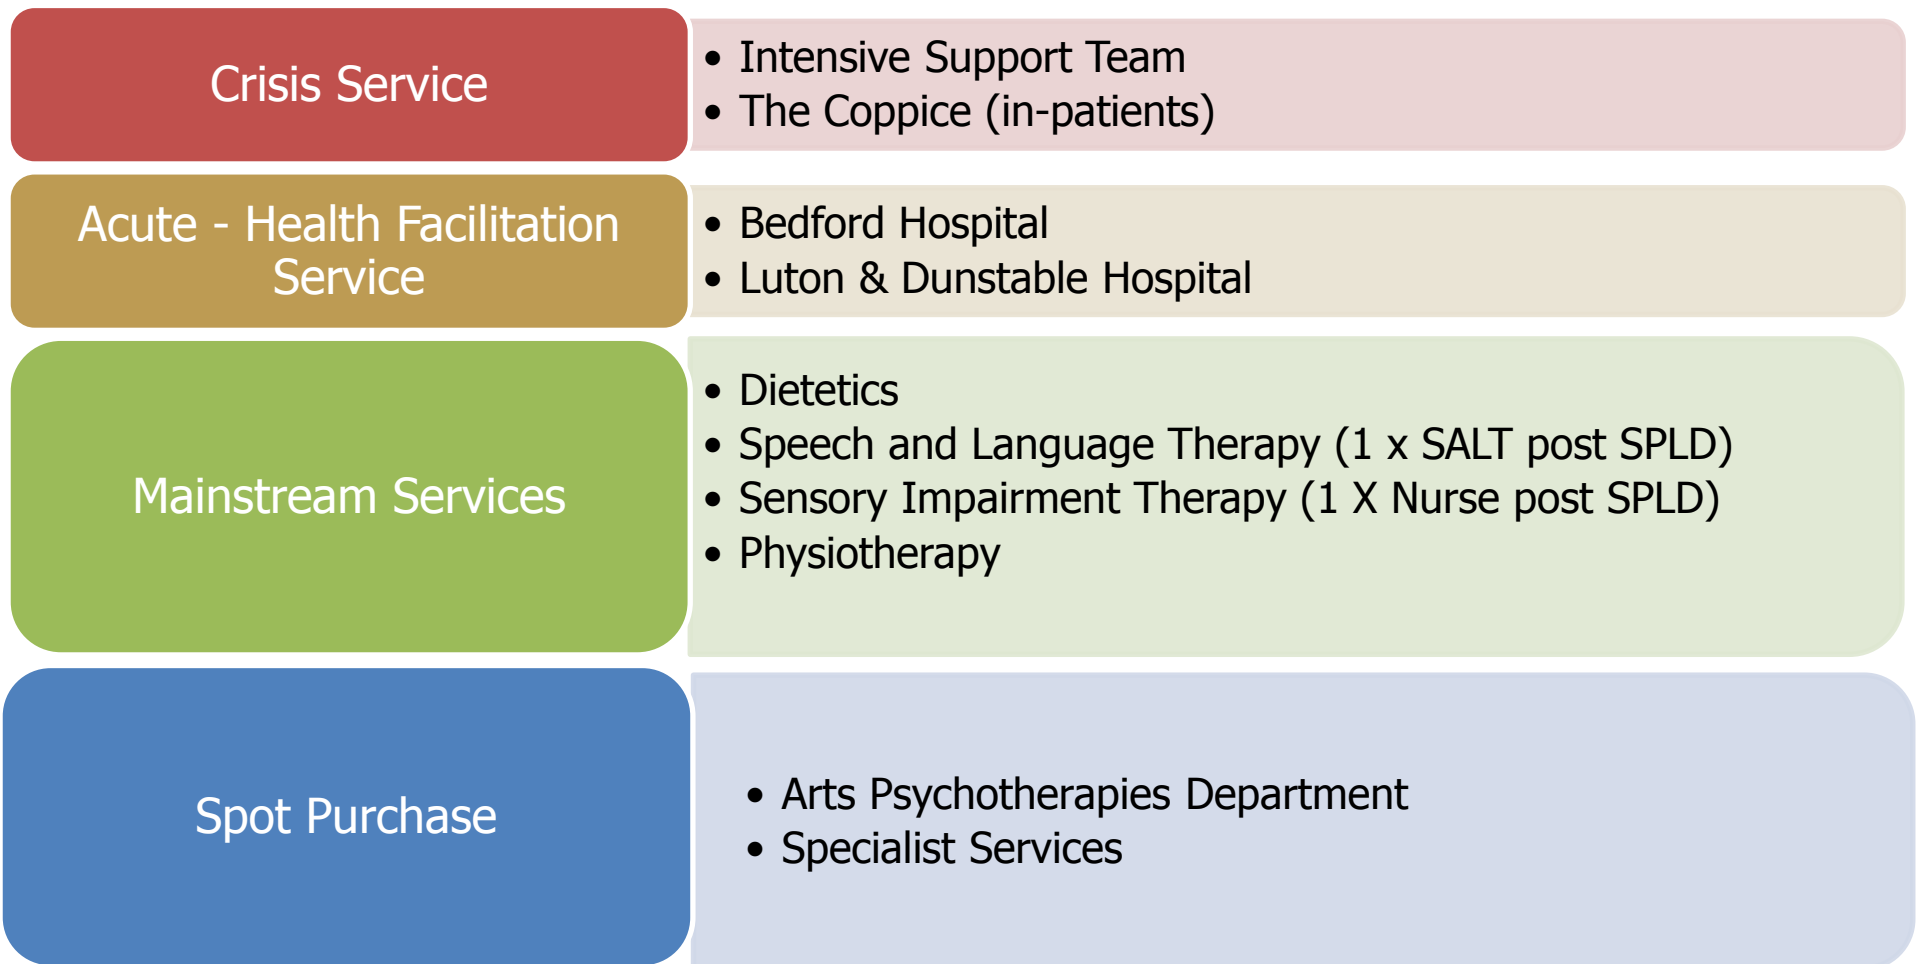 Crisis Service
• Intensive Support Team
• The Coppice (in-patients)
Acute - Health Facilitation
Service
• Bedford Hospital
• Luton & Dunstable Hospital
Mainstream Services
• Dietetics
• Speech and Language Therapy (1 x SALT post SPLD)
• Sensory Impairment Therapy (1 X Nurse post SPLD)
• Physiotherapy
Spot Purchase
• Arts Psychotherapies Department
• Specialist Services